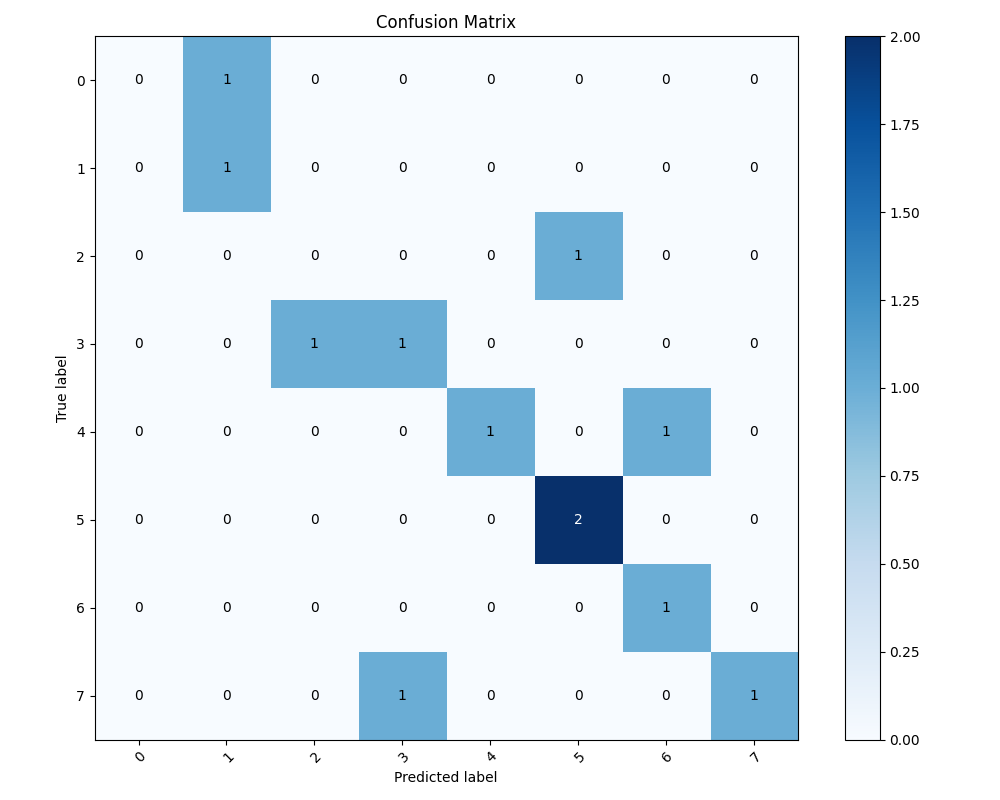 Confusion Matrix
0 0 1 0 0 0 0 0 0
1 0 1 0 0 0 0 0 0
2 0 0 0 0 0 1 0 0
3 0 0 1 1 0 0 0 0
4 0 0 0 0 1 0 1 0
5 0 0 0 0 0 2 0 0
6 0 0 0 0 0 0 1 0
7 0 0 0 1 0 0 0 1
0 1 2 3 4 5 6 7
Predicted label
True label
2.00
1.75
1.50
1.25
1.00
0.75
0.50
0.25
0.00